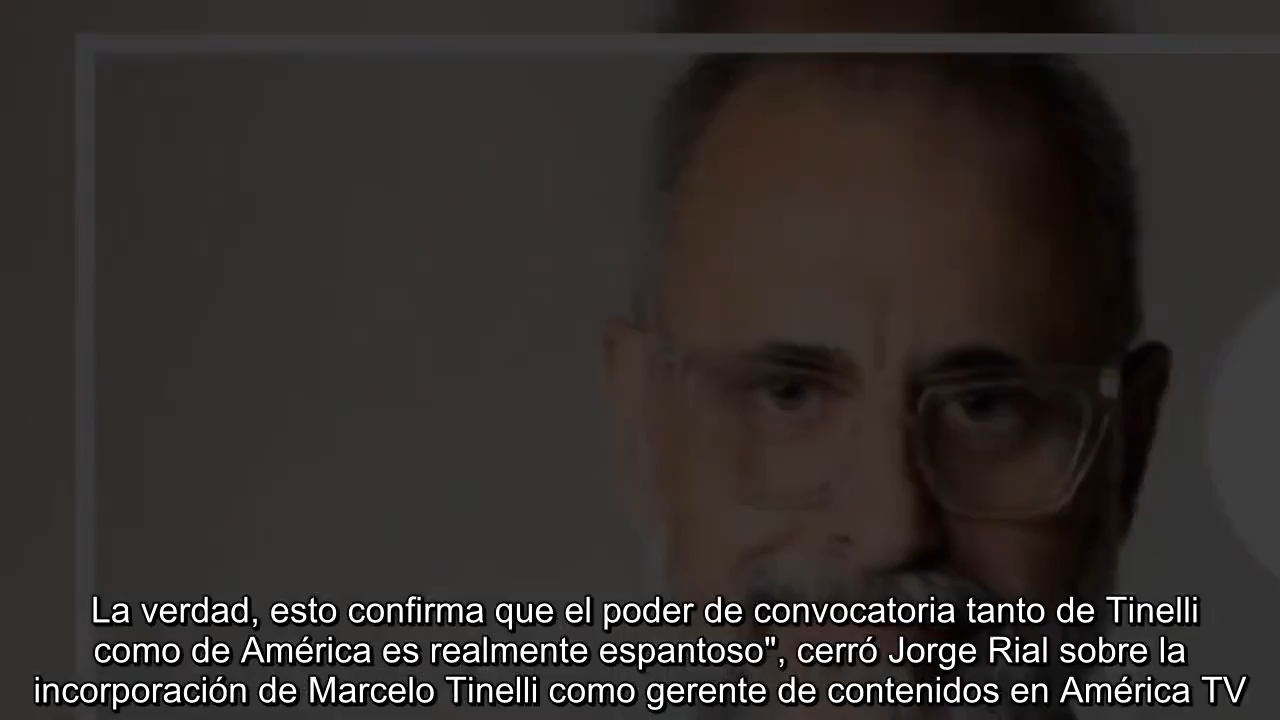 La verdad, esto confirma que el poder de convocatoria tanto de Tinelli
como de América es realmente espantoso", cerró Jorge Rial sobre la
incorporación de Marcelo Tinelli como gerente de contenidos en América TV